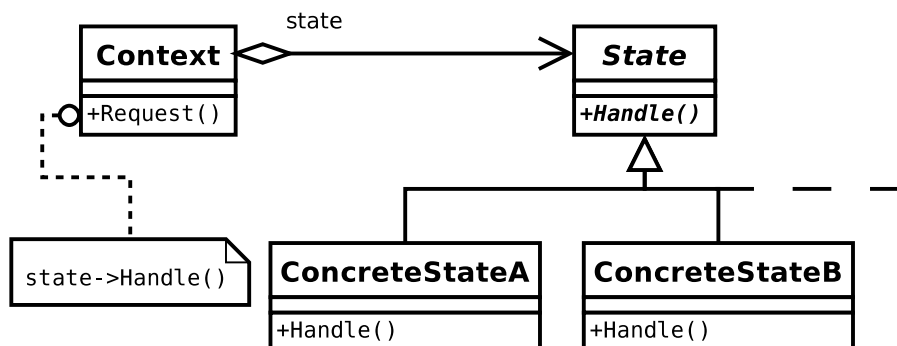 state
Context
State
+Request()
+Handle()
state->Handle()
ConcreteStateA
ConcreteStateB
+Handle()
+Handle()